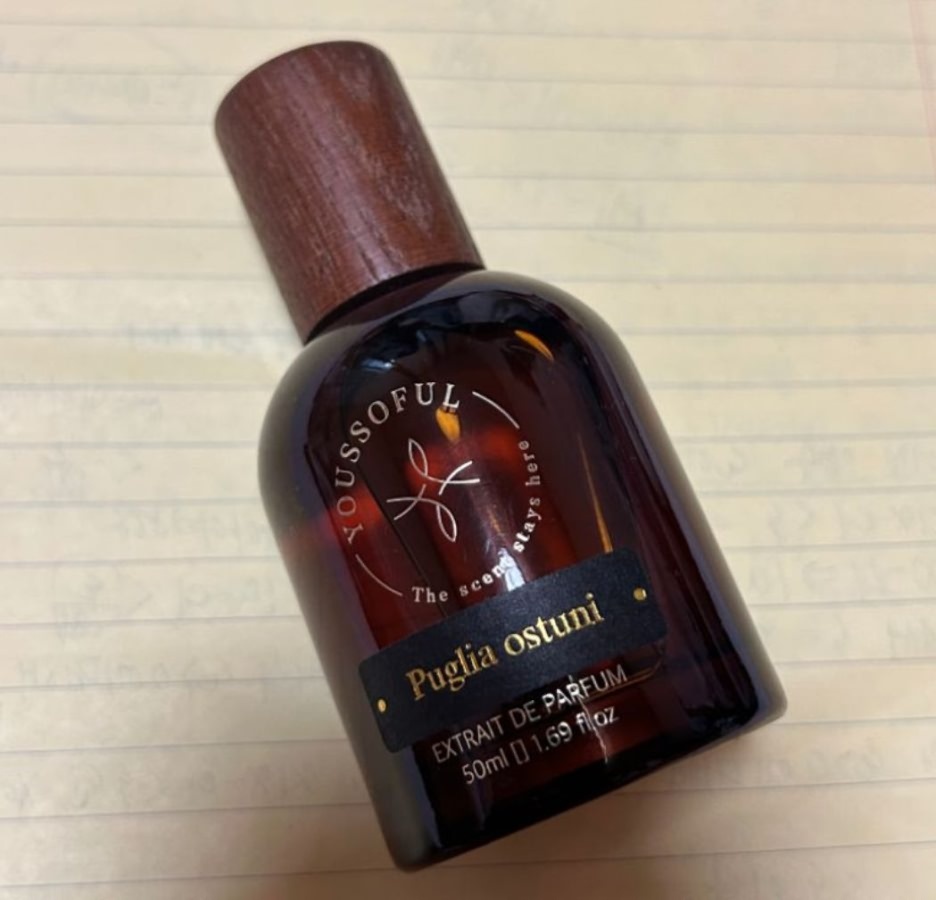 YOUSSOFUL
The scent stays here
Puglia ostuni
EXTRAIT DE PARFUM
50ml ▯ 1.69 fl oz